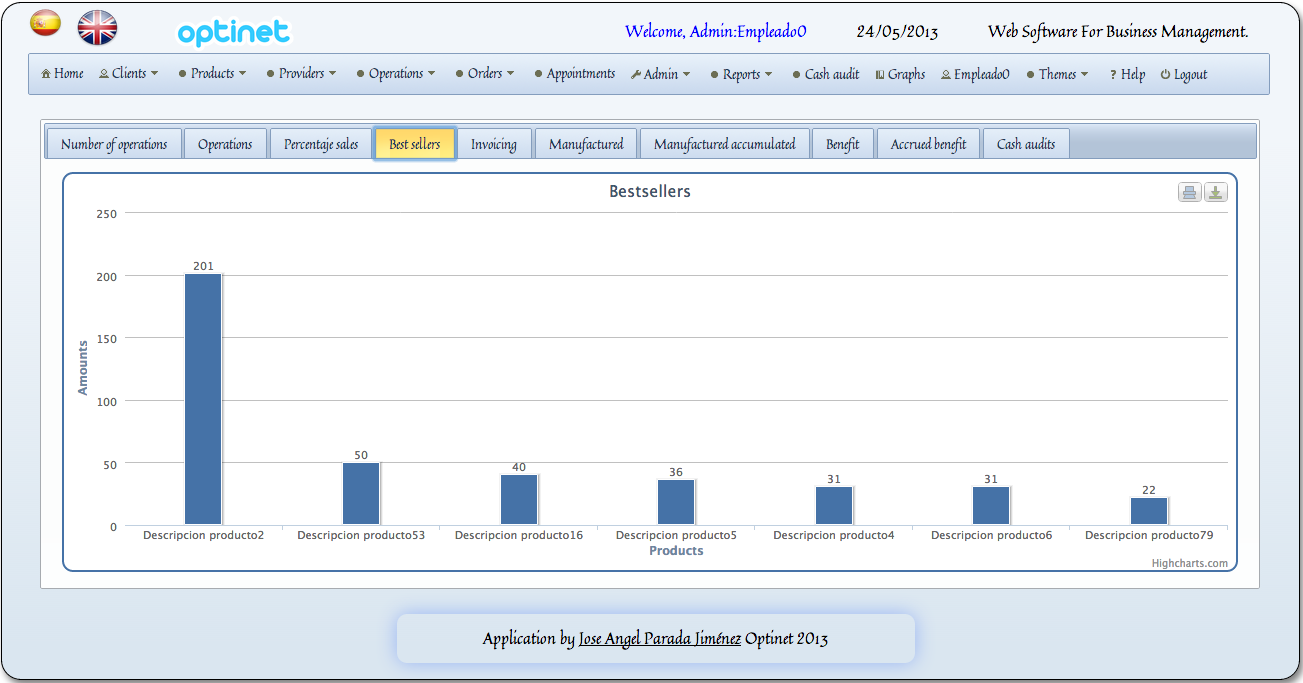 optinet
Welcome, Admin:Empleado0
24/05/2013
Web Software For Business Management.
Home Clients Products Providers Operations Orders Appointments Admin Reports Cash audit Graphs Empleado0 Themes ? Help Logout
Number of operations Operations Percentaje sales Best sellers Invoicing Manufactured Manufactured accumulated Benefit Accrued benefit Cash audits
Bestsellers
Amounts
250
200
150
100
50
0
201
50
40
36
31
31
22
Descripcion producto2 Descripcion producto53 Descripcion producto16 Descripcion producto5 Descripcion producto4 Descripcion producto6 Descripcion producto79
Products
Highcharts.com
Application by Jose Angel Parada Jiménez Optinet 2013